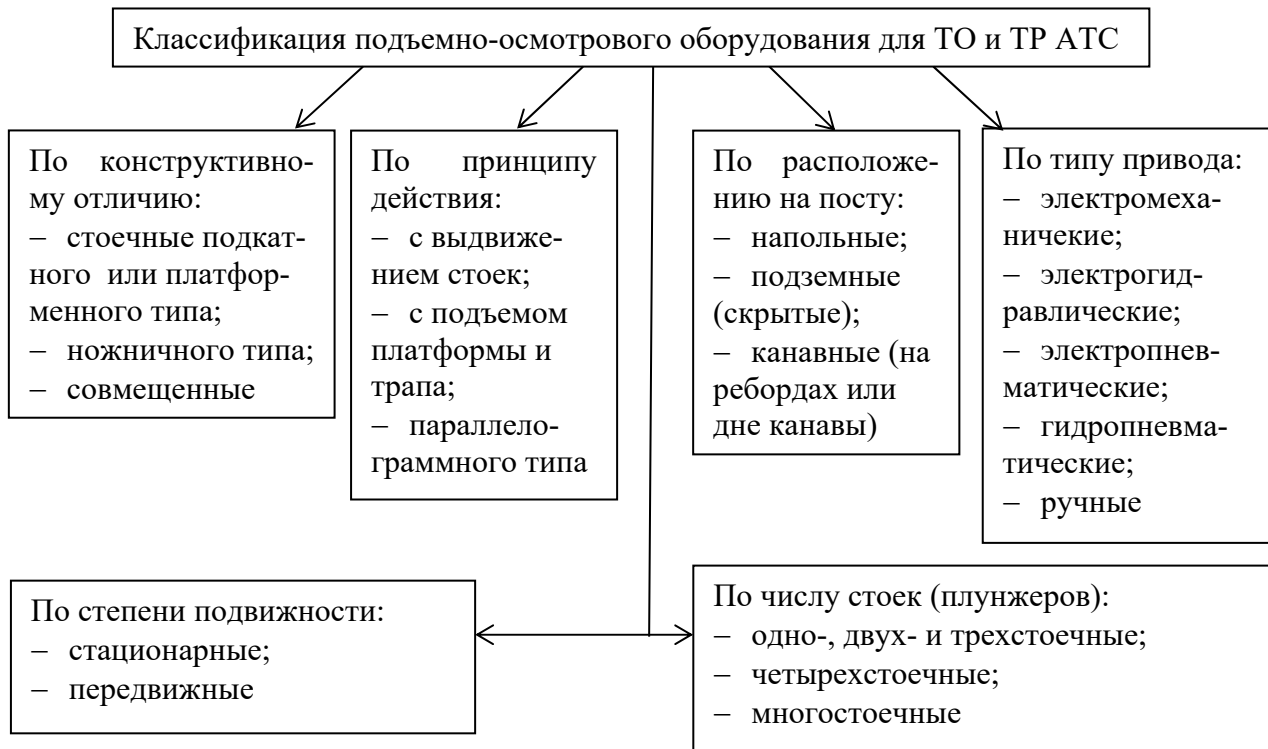 Классификация подъемно-осмотрового оборудования для ТО и ТР АТС
По конструктивно-
му отличию:
– стоечные подкат-
ного или платфор-
менного типа;
– ножничного типа;
– совмещенные
По принципу
действия:
– с выдвиже-
нием стоек;
– с подъемом
платформы и
трапа;
– параллело-
граммного типа
По расположе-
нию на посту:
– напольные;
– подземные
(скрытые);
– канавные (на
ребордах или
дне канавы)
По типу привода:
– электромеха-
ничекие;
– электрогид-
равлические;
– электропнев-
матические;
– гидропневма-
тические;
– ручные
По степени подвижности:
– стационарные;
– передвижные
По числу стоек (плунжеров):
– одно-, двух- и трехстоечные;
– четырехстоечные;
– многостоечные